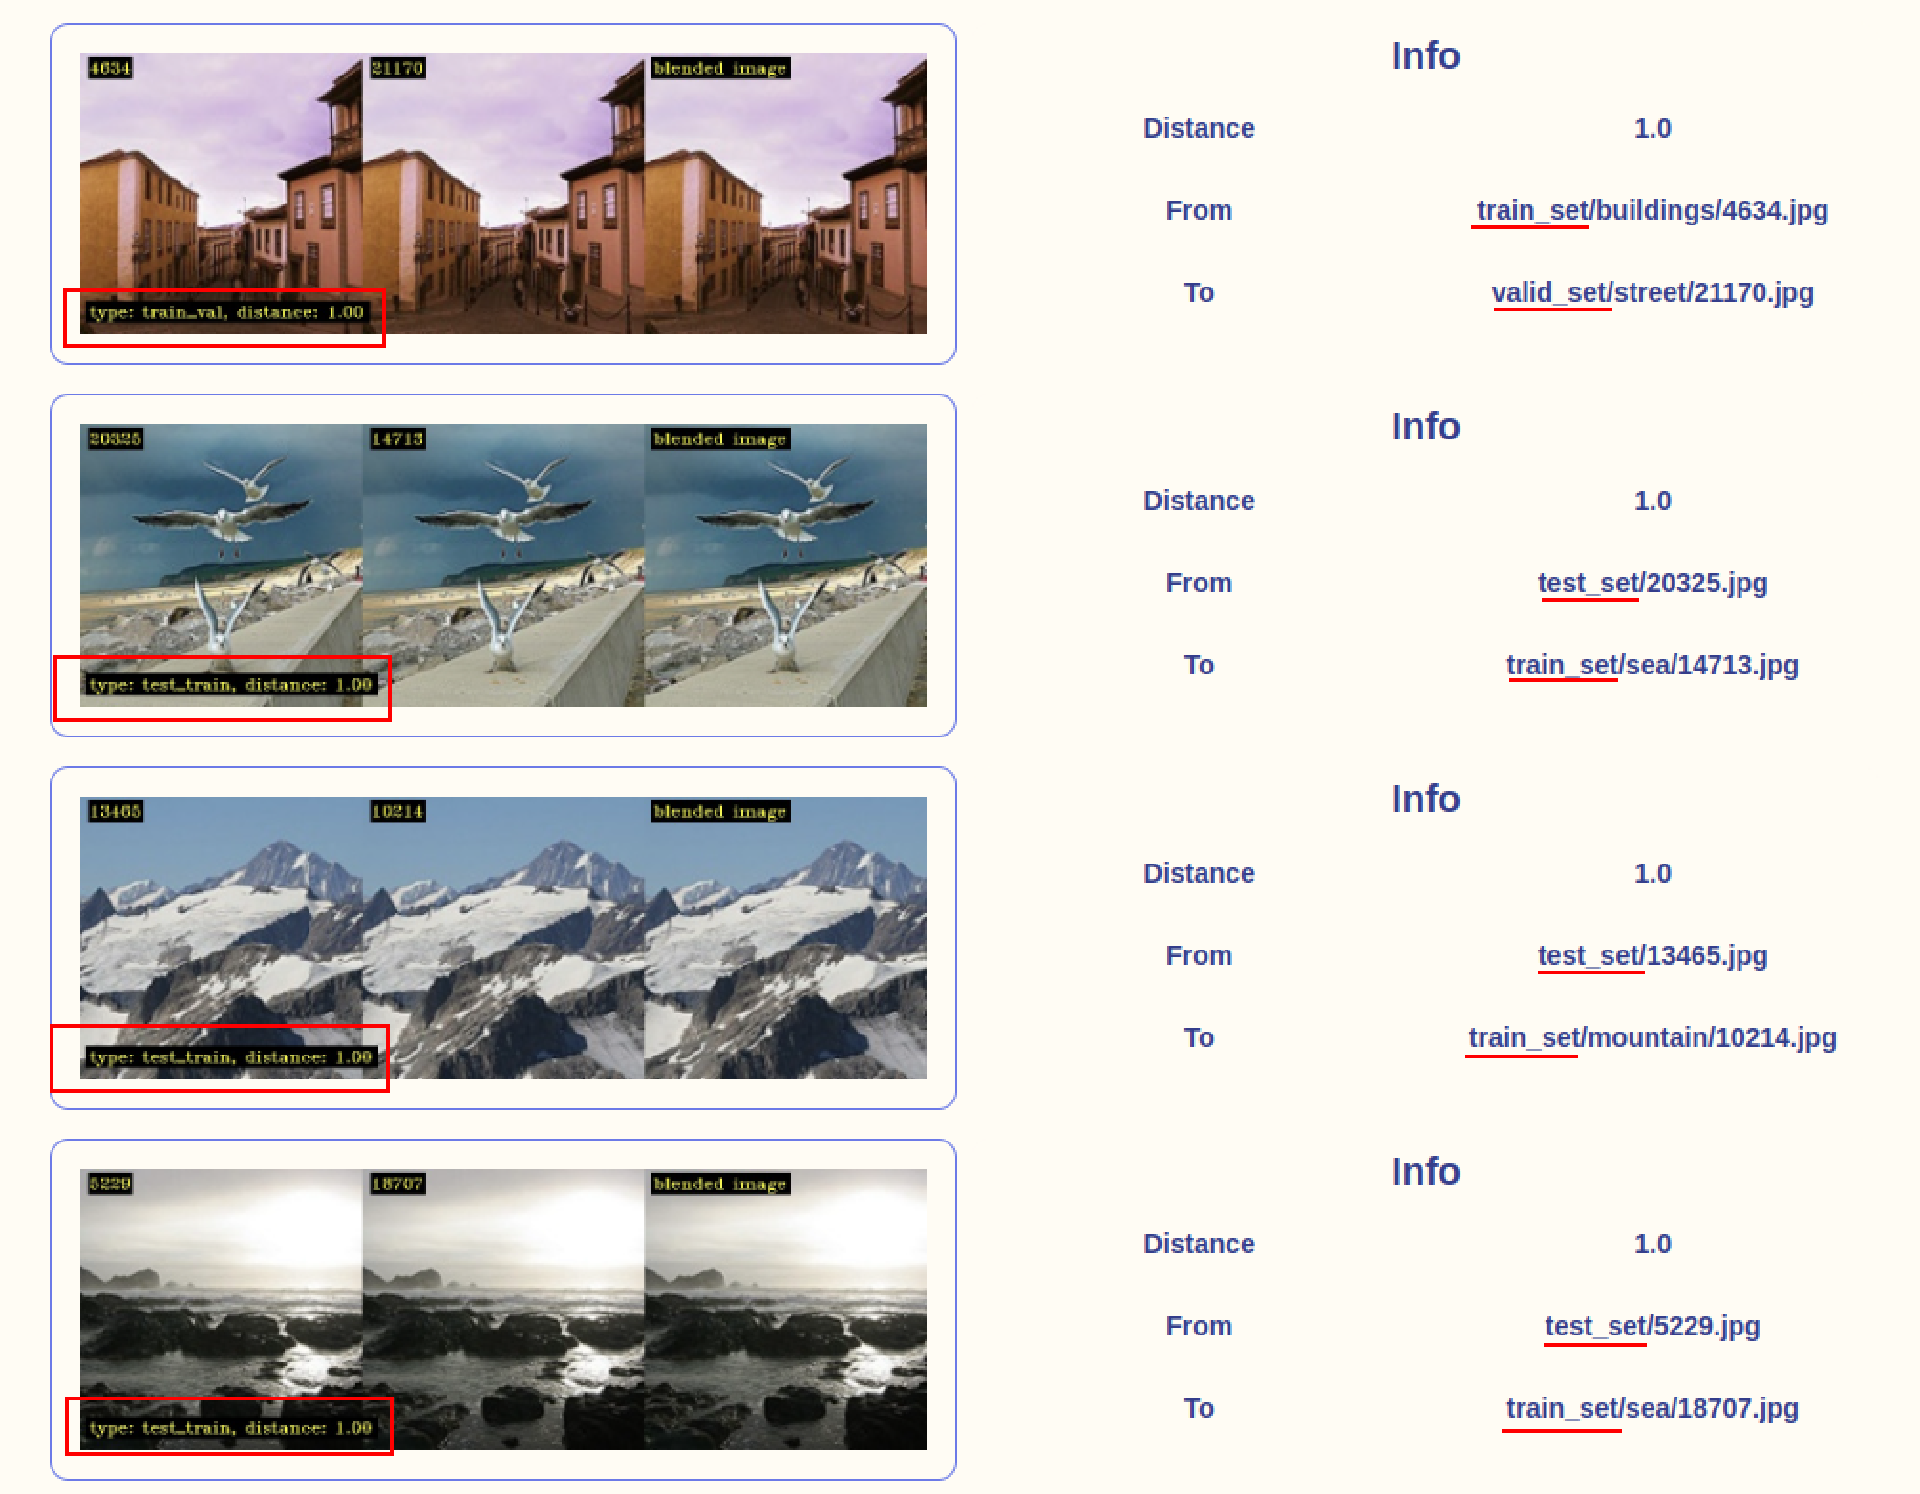 4634 21170 blended image
type: train_val, distance: 1.00
Info
Distance 1.0
From train_set/buildings/4634.jpg
To valid_set/street/21170.jpg
20325 14713 blended image
type: test_train, distance: 1.00
Info
Distance 1.0
From test_set/20325.jpg
To train_set/sea/14713.jpg
13465 10214 blended image
type: test_train, distance: 1.00
Info
Distance 1.0
From test_set/13465.jpg
To train_set/mountain/10214.jpg
5229 18707 blended image
type: test_train, distance: 1.00
Info
Distance 1.0
From test_set/5229.jpg
To train_set/sea/18707.jpg